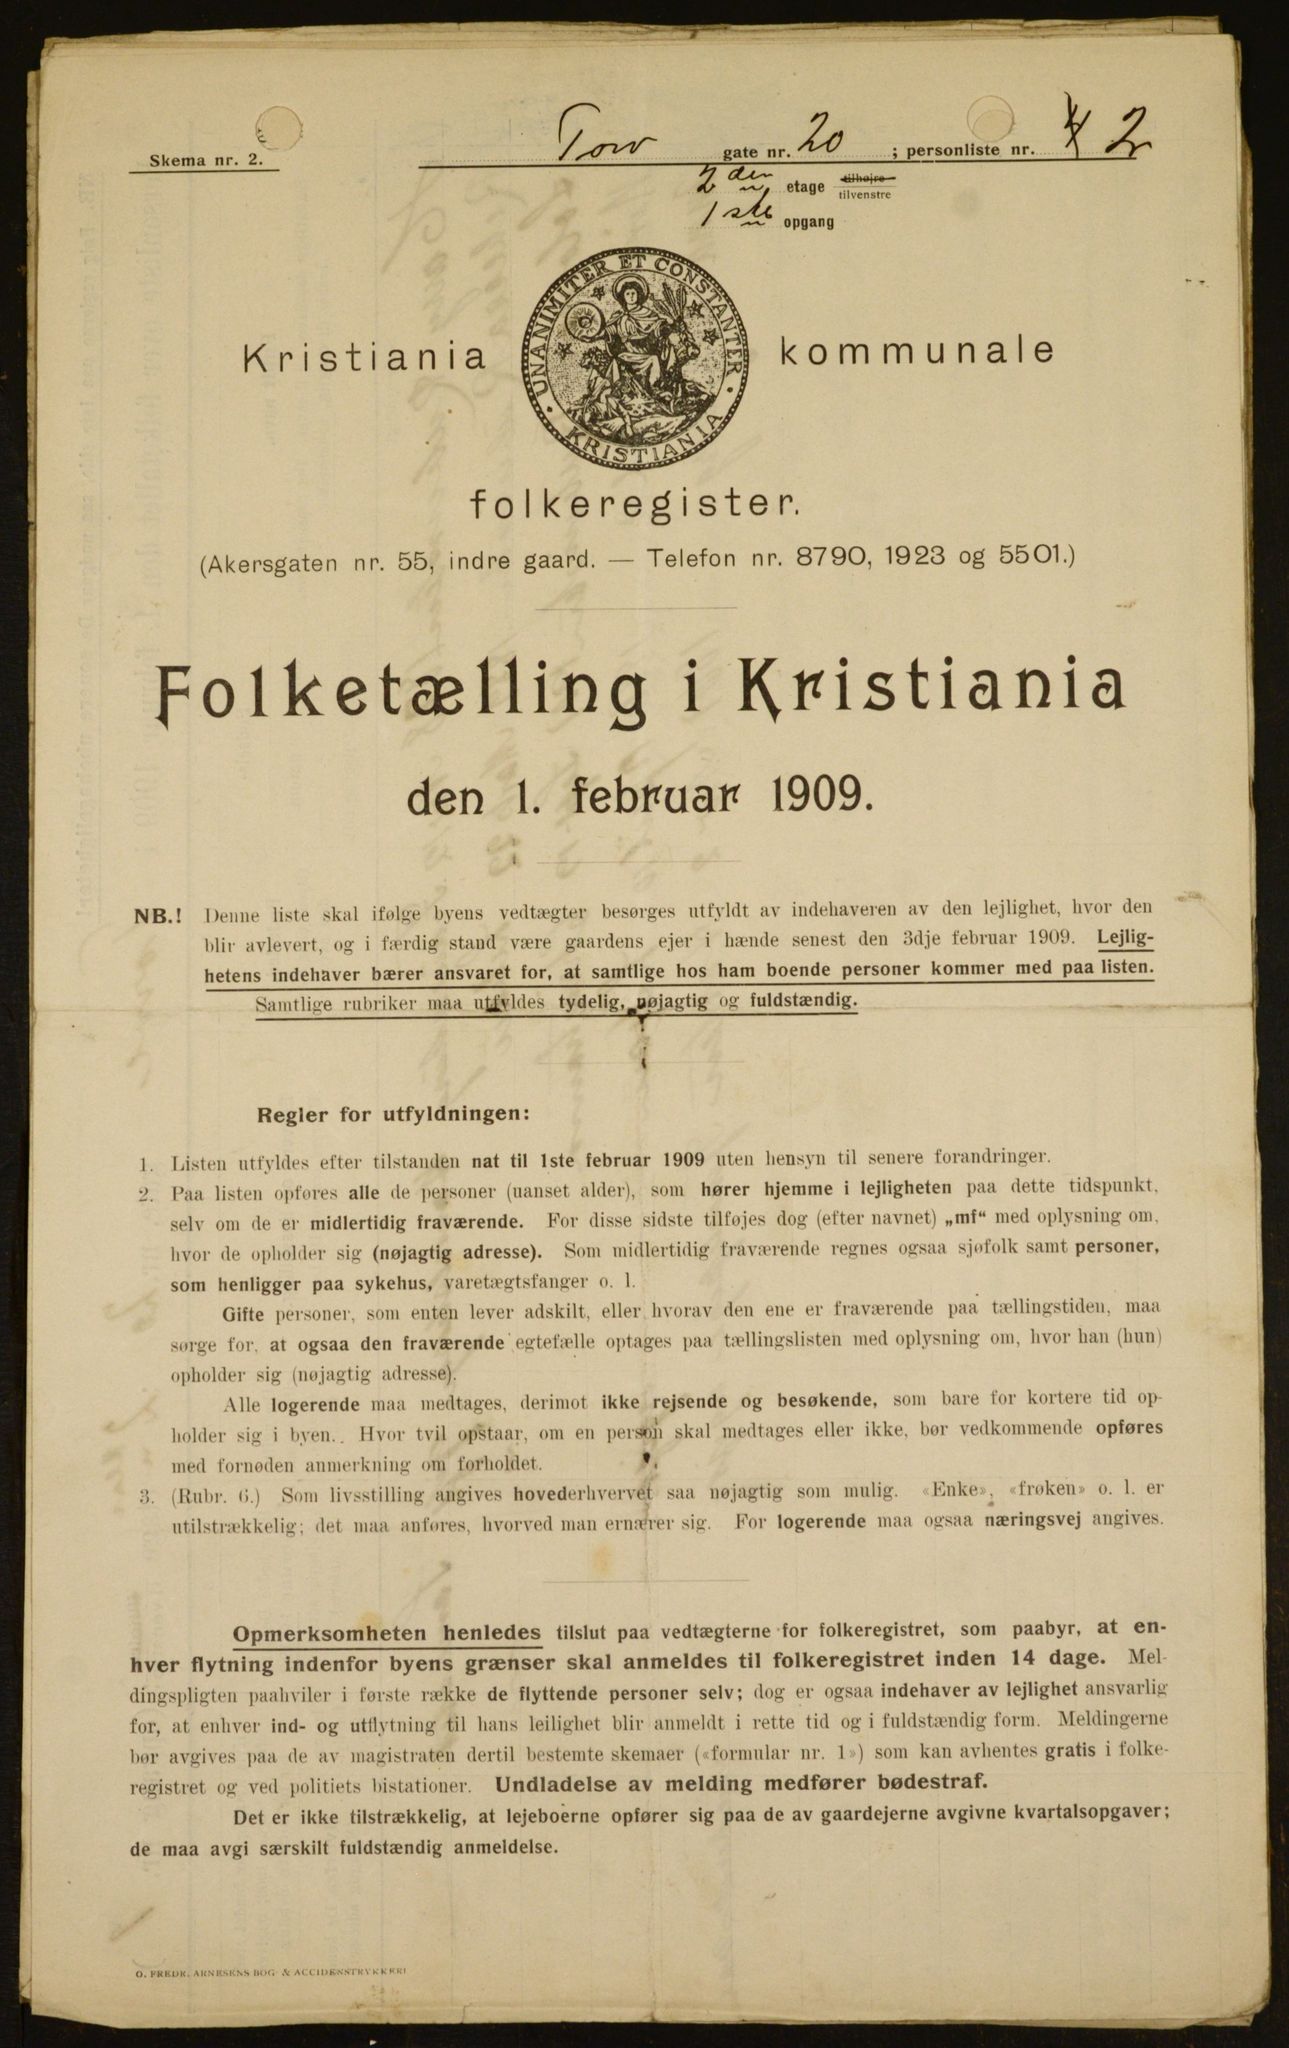 Skema nr. 2.
Torv gate nr. 20 ; personliste nr. 4 2
2den etage tilhøjre
tilvenstre
1ste opgang
UNANIMITER ET CONSTANTER
KRISTIANIA
Kristiania kommunale
folkeregister.
(Akersgaten nr. 55, indre gaard. — Telefon nr. 8790, 1923 og 5501.)
Folketælling i Kristiania
den 1. februar 1909.
NB.! Denne liste skal ifølge byens vedtægter besørges utfyldt av indehaveren av den lejlighet, hvor den
blir avlevert, og i færdig stand være gaardens ejer i hænde senest den 3dje februar 1909. Lejlig-
hetens indehaver bærer ansvaret for, at samtlige hos ham boende personer kommer med paa listen.
Samtlige rubriker maa utfyldes tydelig, nøjagtig og fuldstændig.
Regler for utfyldningen:
1. Listen utfyldes efter tilstanden nat til 1ste februar 1909 uten hensyn til senere forandringer.
2. Paa listen opføres alle de personer (uanset alder), som hører hjemme i lejligheten paa dette tidspunkt,
selv om de er midlertidig fraværende. For disse sidste tilføjes dog (efter navnet) „mf“ med oplysning om,
hvor de opholder sig (nøjagtig adresse). Som midlertidig fraværende regnes ogsaa sjøfolk samt personer,
som henligger paa sykehus, varetægtsfanger o. l.
Gifte personer, som enten lever adskilt, eller hvorav den ene er fraværende paa tællingstiden, maa
sørge for, at ogsaa den fraværende egtefælle optages paa tællingslisten med oplysning om, hvor han (hun)
opholder sig (nøjagtig adresse).
Alle logerende maa medtages, derimot ikke rejsende og besøkende, som bare for kortere tid op-
holder sig i byen. Hvor tvil opstaar, om en person skal medtages eller ikke, bør vedkommende opføres
med fornøden anmerkning om forholdet.
3. (Rubr. 6.) Som livsstilling angives hovederhvervet saa nøjagtig som mulig. «Enke», «frøken» o. l. er
utilstrækkelig; det maa anføres, hvorved man ernærer sig. For logerende maa ogsaa næringsvej angives.
Opmerksomheten henledes tilslut paa vedtægterne for folkeregistret, som paabyr, at en-
hver flytning indenfor byens grænser skal anmeldes til folkeregistret inden 14 dage. Mel-
dingspligten paahviler i første række de flyttende personer selv; dog er ogsaa indehaver av lejlighet ansvarlig
for, at enhver ind- og utflytning til hans leilighet blir anmeldt i rette tid og i fuldstændig form. Meldingerne
bør avgives paa de av magistraten dertil bestemte skemaer («formular nr. 1») som kan avhentes gratis i folke-
registret og ved politiets bistationer. Undladelse av melding medfører bødestraf.
Det er ikke tilstrækkelig, at lejeboerne opfører sig paa de av gaardejerne avgivne kvartalsopgaver;
de maa avgi særskilt fuldstændig anmeldelse.
O. FREDR. ARNESENS BOG- & ACCIDENSTRYKKERI